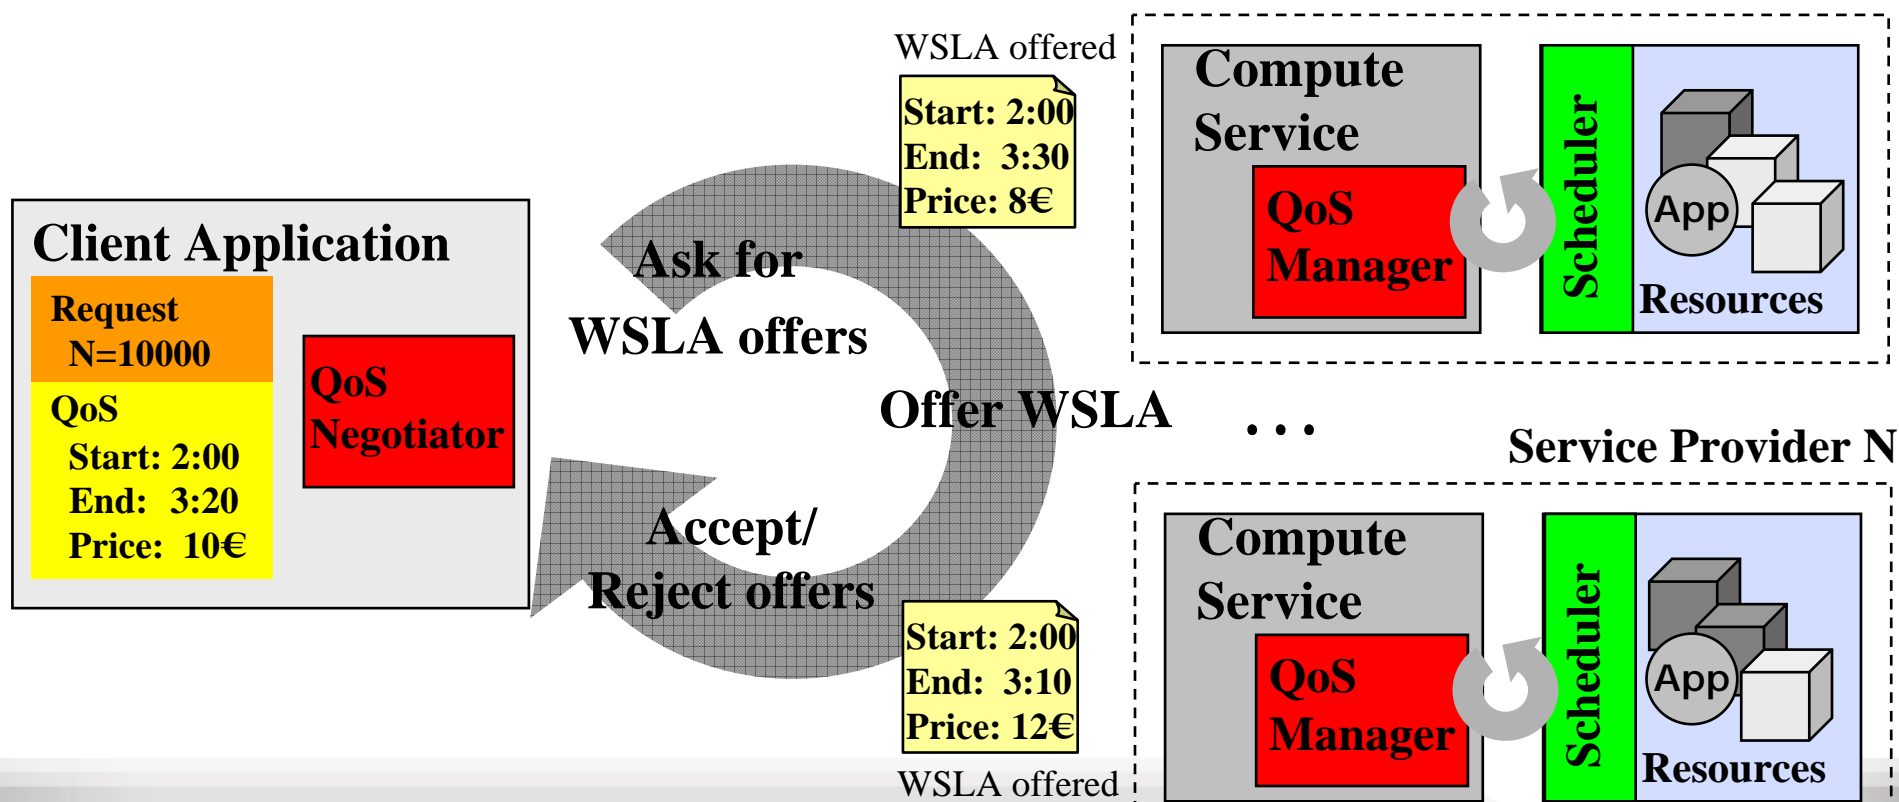 WSLA offered
Start: 2:00
End: 3:30
Price: 8€
Compute
Service
QoS
Manager
Scheduler
App
Resources
Client Application
Request
N=10000
QoS
Start: 2:00
End: 3:20
Price: 10€
QoS
Negotiator
Ask for
WSLA offers
Offer WSLA
...
Accept/
Reject offers
Service Provider N
Start: 2:00
End: 3:10
Price: 12€
WSLA offered
Compute
Service
QoS
Manager
Scheduler
App
Resources